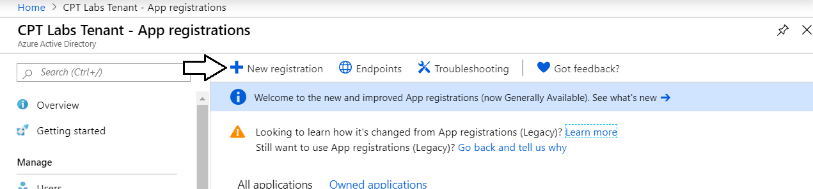 Home > CPT Labs Tenant - App registrations
CPT Labs Tenant - App registrations
Azure Active Directory
Search (Ctrl+/)
Overview
Getting started
Manage
Users
New registration
Endpoints
Troubleshooting
Got feedback?
Welcome to the new and improved App registrations (now Generally Available). See what's new →
Looking to learn how it's changed from App registrations (Legacy)? Learn more
Still want to use App registrations (Legacy)? Go back and tell us why
All applications
Owned applications